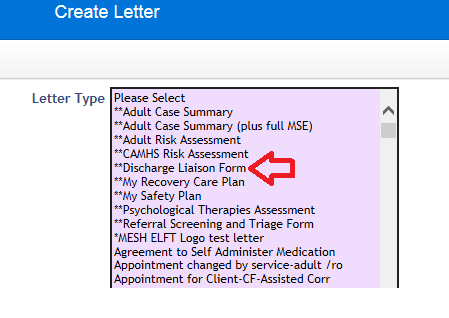 Create Letter
Letter Type
Please Select
**Adult Case Summary
**Adult Case Summary (plus full MSE)
**Adult Risk Assessment
**CAMHS Risk Assessment
**Discharge Liaison Form
**My Recovery Care Plan
**My Safety Plan
**Psychological Therapies Assessment
**Referral Screening and Triage Form
*MESH ELFT Logo test letter
Agreement to Self Administer Medication
Appointment changed by service-adult /ro
Appointment for Client-CF-Assisted Corr